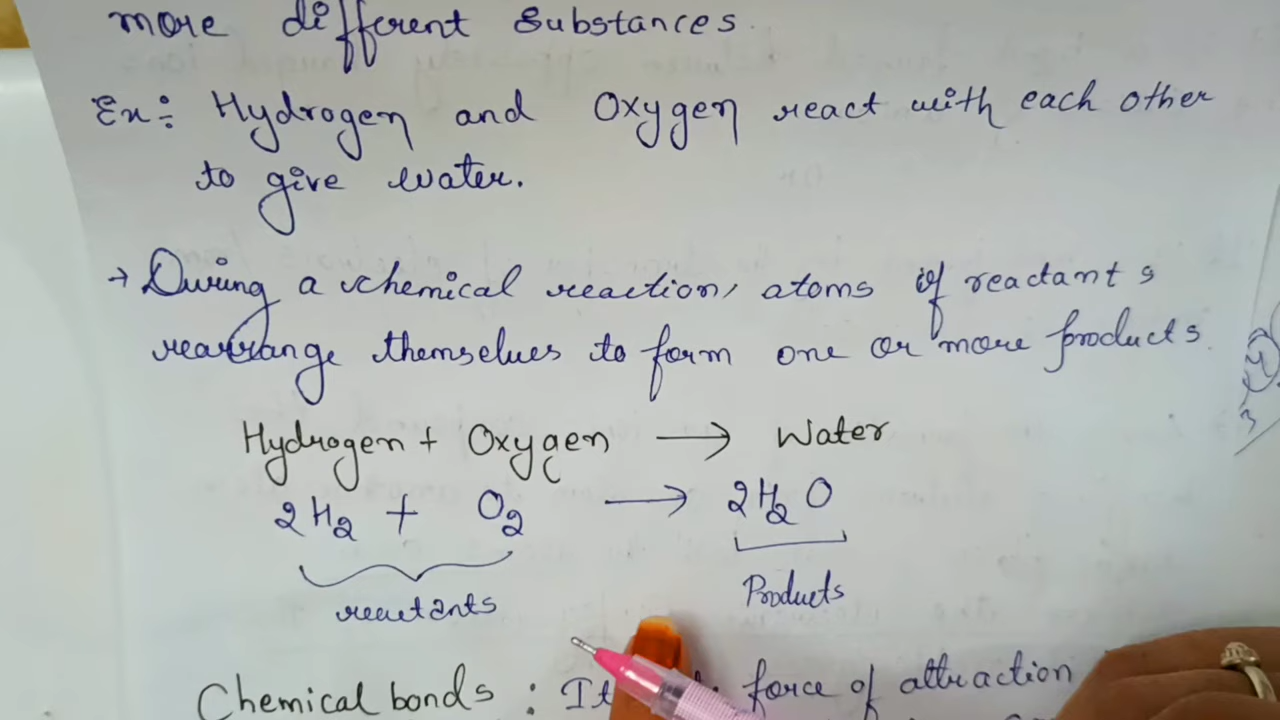 more different substances.
Ex:- Hydrogen and Oxygen react with each other
to give water.
→ During a chemical reaction, atoms of reactants
rearrange themselves to form one or more products.
Hydrogen + Oxygen → Water
2H₂ + O₂ → 2H₂O
reactants Products
Chemical bonds : It force of attraction